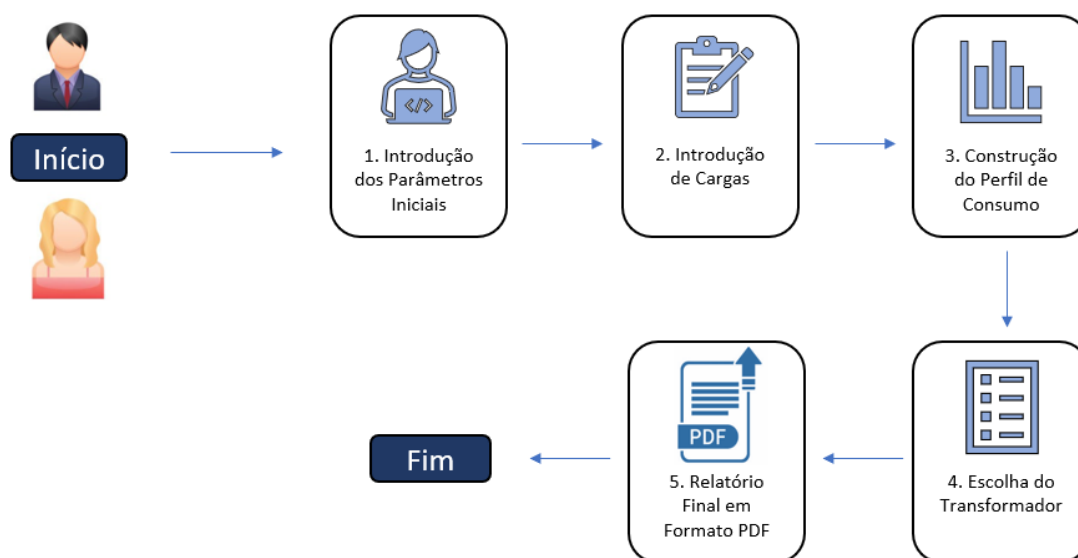 Início
1. Introdução
dos Parâmetros
Iniciais
</>
2. Introdução
de Cargas
3. Construção
do Perfil de
Consumo
4. Escolha do
Transformador
PDF
5. Relatório
Final em
Formato PDF
Fim